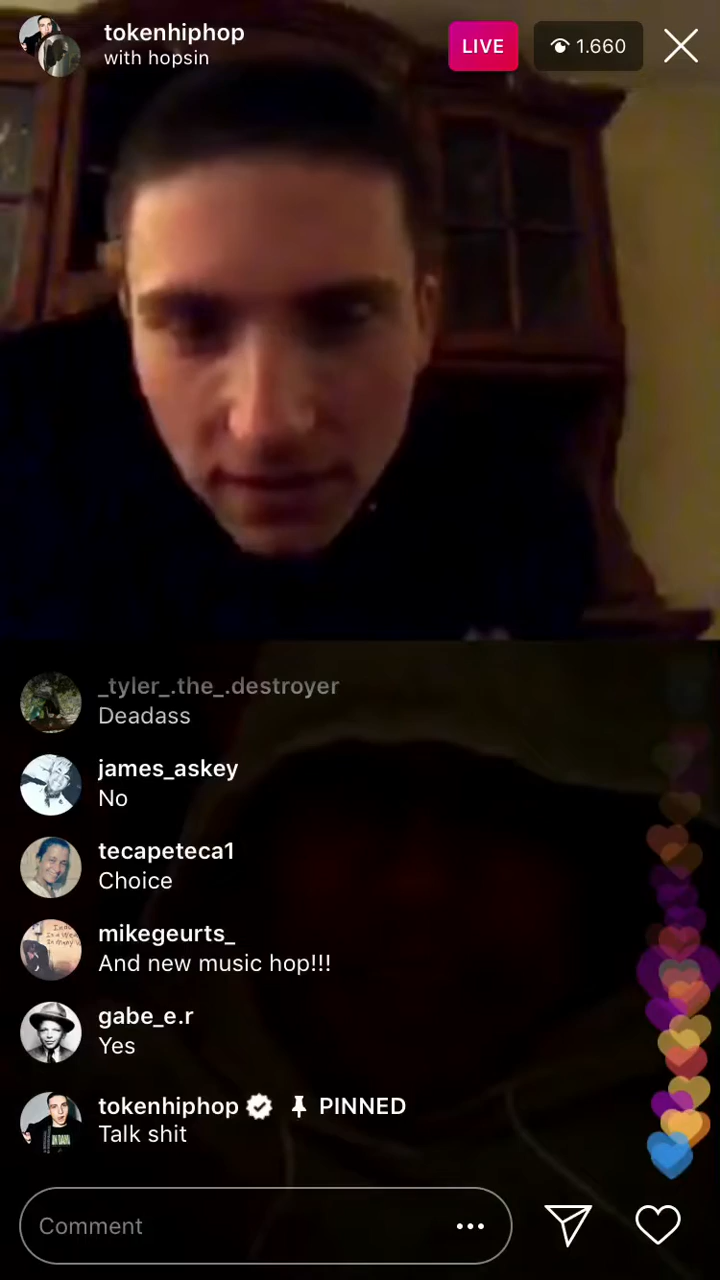 tokenhiphop
with hopsin
LIVE
1.660
_tyler_.the_.destroyer
Deadass
james_askey
No
tecapeteca1
Choice
mikegeurts_
And new music hop!!!
gabe_e.r
Yes
tokenhiphop PINNED
Talk shit
Comment